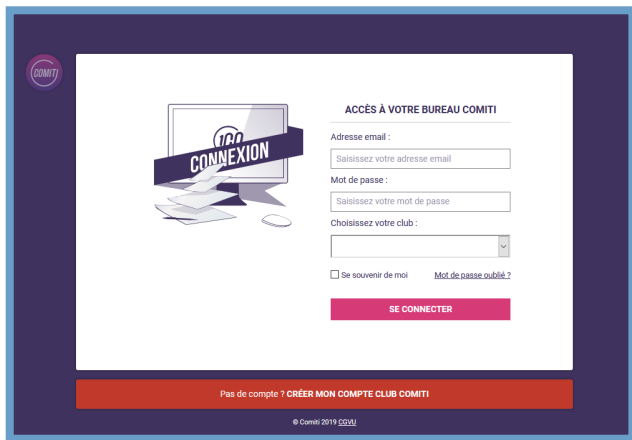 COMITI
ACCÈS À VOTRE BUREAU COMITI
CONNEXION
Adresse email :
Saisissez votre adresse email
Mot de passe :
Saisissez votre mot de passe
Choisissez votre club :
Se souvenir de moi Mot de passe oublié ?
SE CONNECTER
Pas de compte ? CRÉER MON COMPTE CLUB COMITI
© Comiti 2019 CGVU